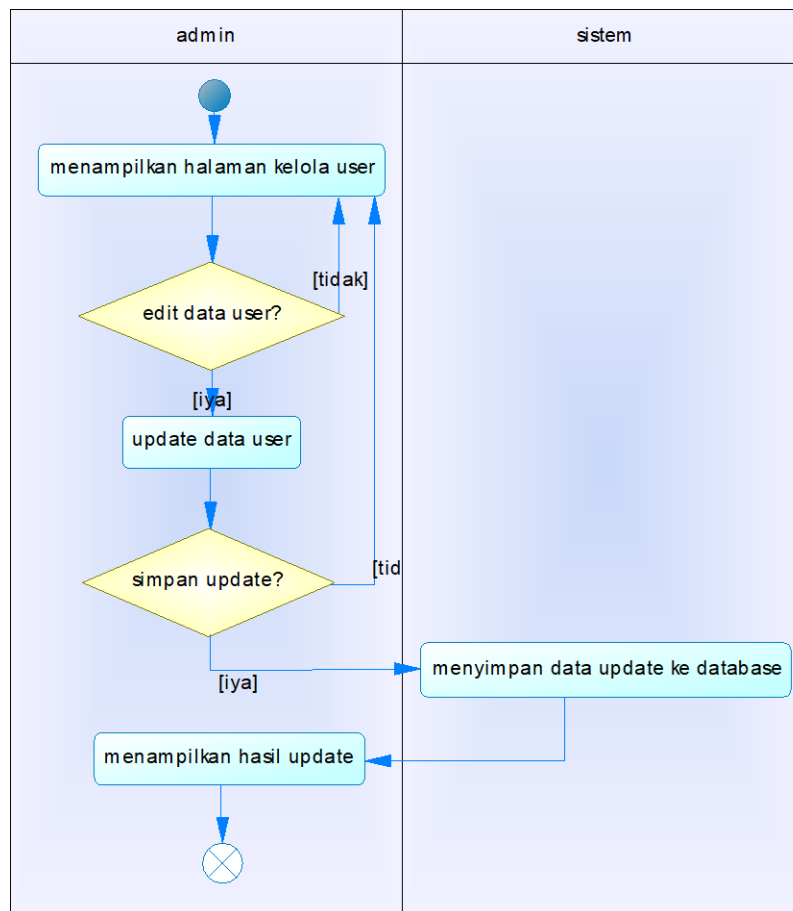 admin
sistem
menampilkan halaman kelola user
[tidak]
edit data user?
[iya]
update data user
simpan update?
[tid
menyimpan data update ke database
[iya]
menampilkan hasil update